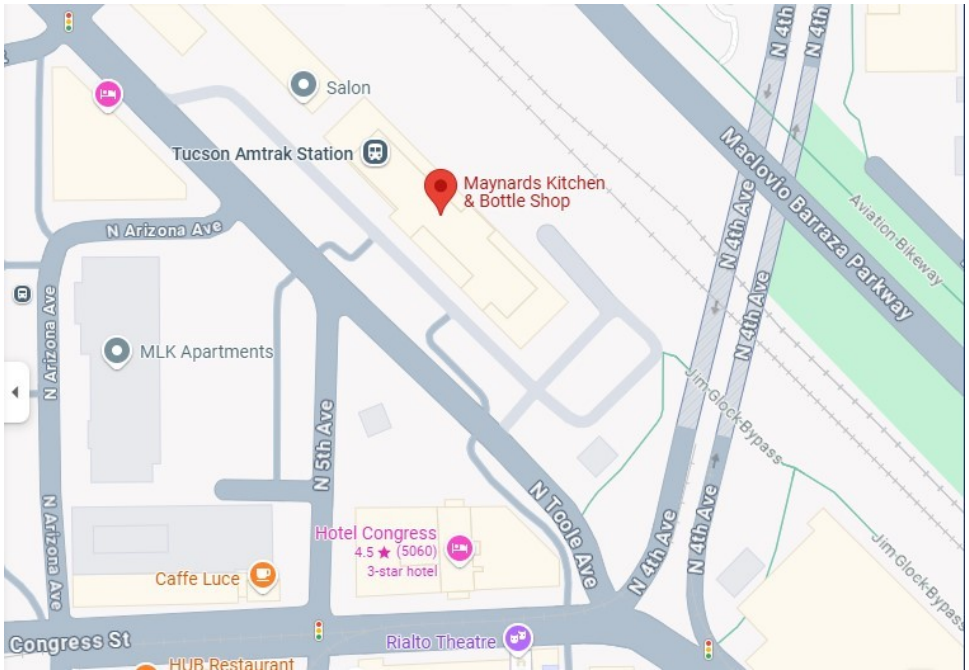 N 4th
N 4th
Salon
Tucson Amtrak Station
Maynards Kitchen
& Bottle Shop
Maclovio Barraza Parkway
Aviation Bikeway
N 4th Ave
N 4th Ave
N Arizona Ave
N Arizona Ave
MLK Apartments
Jim Glock Bypass
N 5th Ave
N Toole Ave
N Arizona Ave
Hotel Congress
4.5 ★ (5060)
3-star hotel
N 4th Ave
N 4th Ave
Jim Glock Bypass
Caffe Luce
Congress St
Rialto Theatre
HUB Restaurant